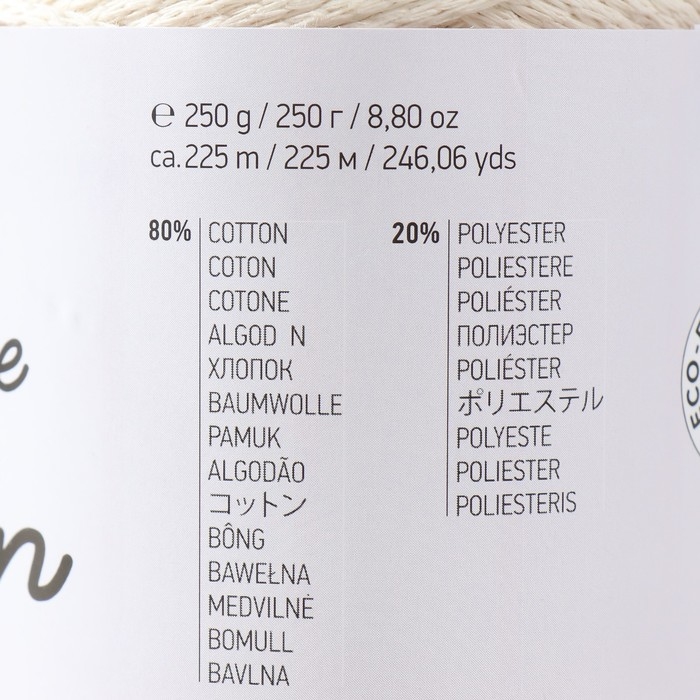 ℮ 250 g / 250 г / 8,80 oz
ca.225 m / 225 м / 246,06 yds
80%
COTTON
COTON
COTONE
ALGOD N
ХЛОПОК
BAUMWOLLE
PAMUK
ALGODÃO
コットン
BÔNG
BAWEŁNA
MEDVILNĖ
BOMULL
BAVLNA
20%
POLYESTER
POLIESTERE
POLIÉSTER
ПОЛИЭСТЕР
POLIÉSTER
ポリエステル
POLYESTE
POLIESTER
POLIESTERIS
e
n
ECO-